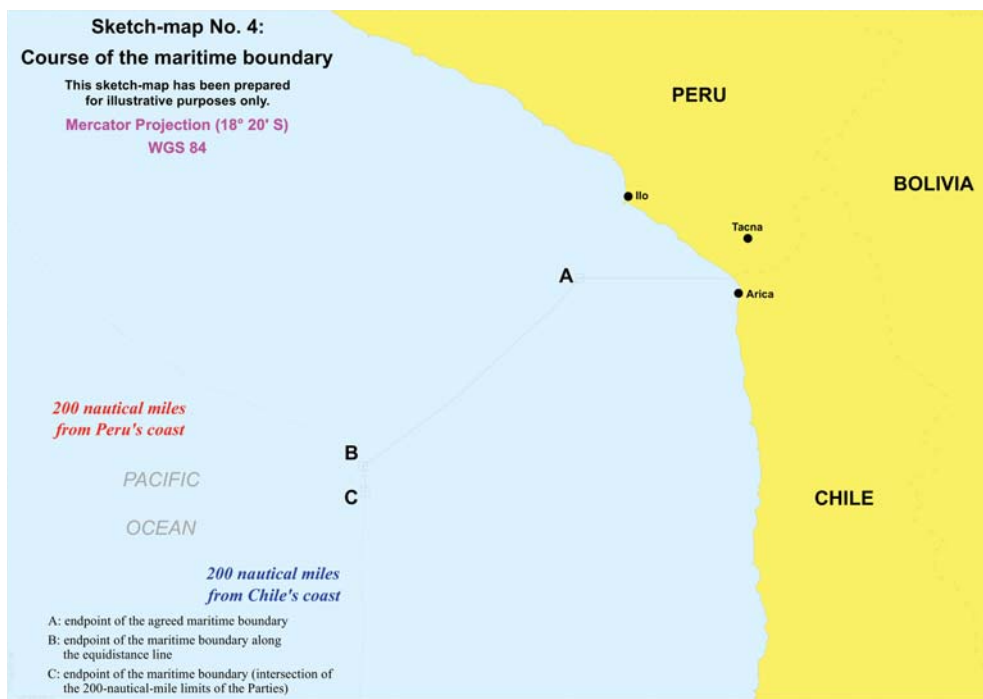 Sketch-map No. 4:
Course of the maritime boundary
This sketch-map has been prepared
for illustrative purposes only.
Mercator Projection (18° 20' S)
WGS 84
PERU
BOLIVIA
Ilo
Tacna
A
Arica
200 nautical miles
from Peru's coast
B
PACIFIC
C
CHILE
OCEAN
200 nautical miles
from Chile's coast
A: endpoint of the agreed maritime boundary
B: endpoint of the maritime boundary along
the equidistance line
C: endpoint of the maritime boundary (intersection of
the 200-nautical-mile limits of the Parties)